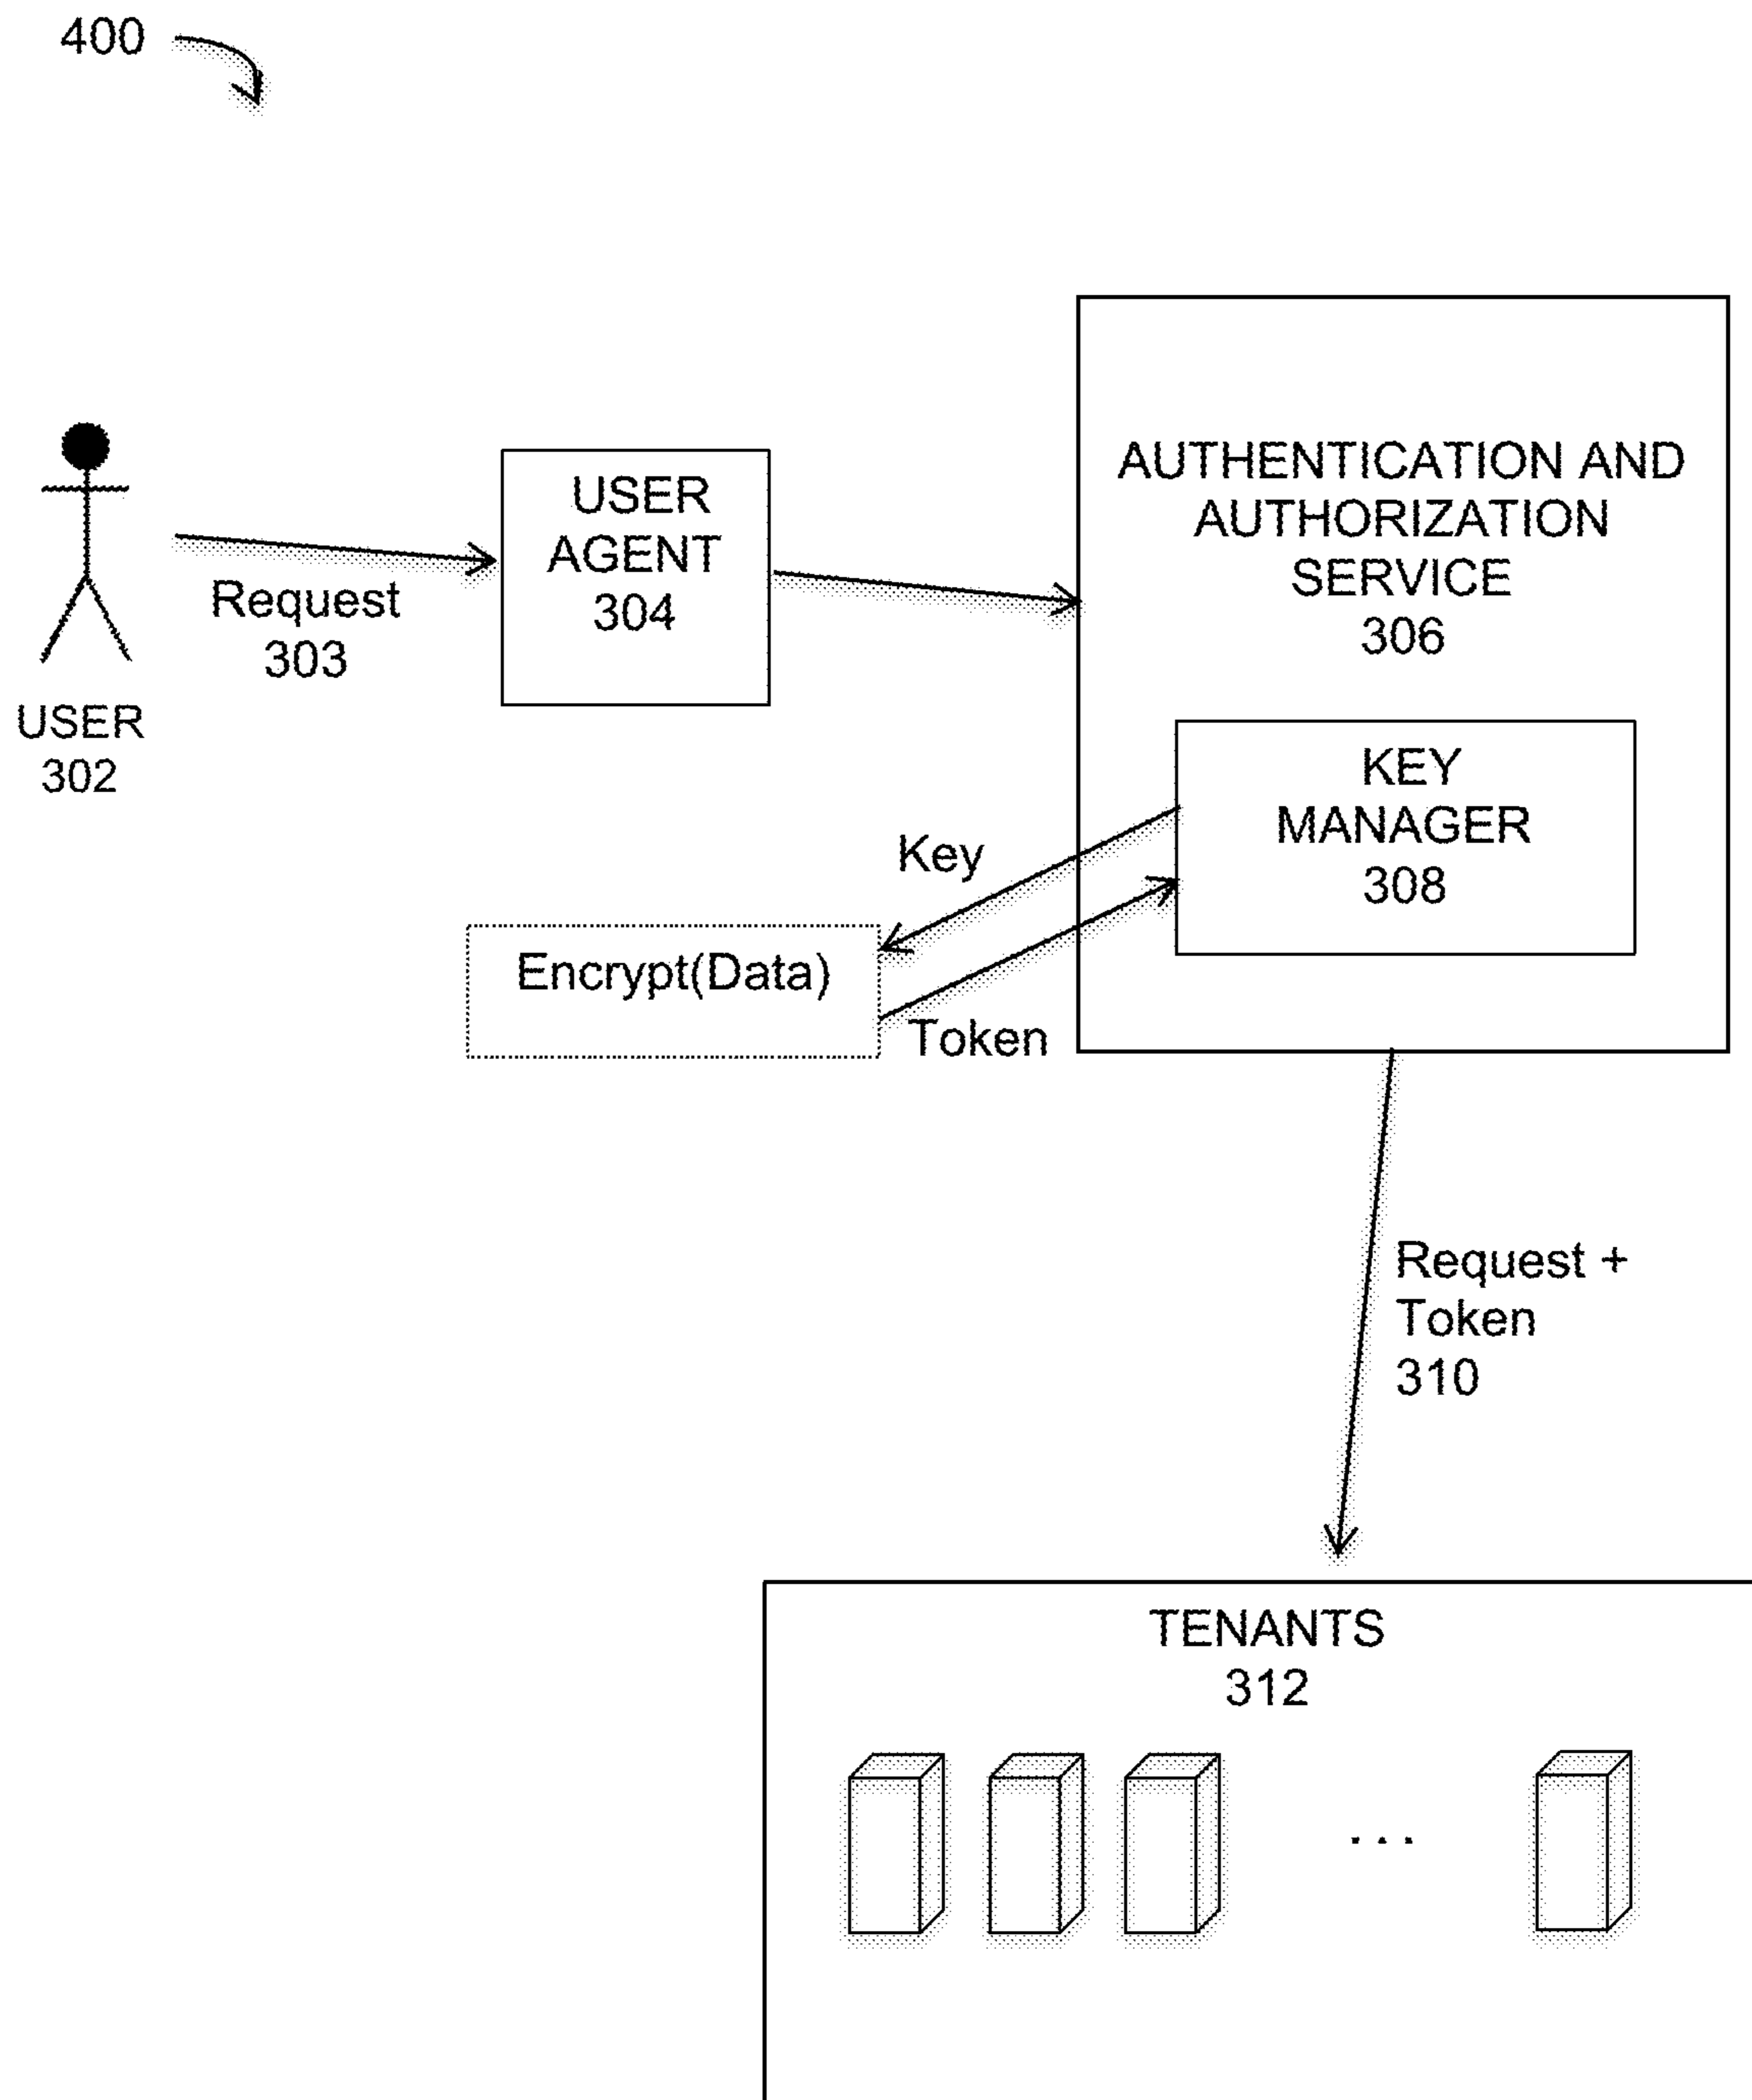 400
USER
302
Request
303
USER
AGENT
304
AUTHENTICATION AND
AUTHORIZATION
SERVICE
306
KEY
MANAGER
308
Key
Encrypt(Data)
Token
Request +
Token
310
TENANTS
312
. . .